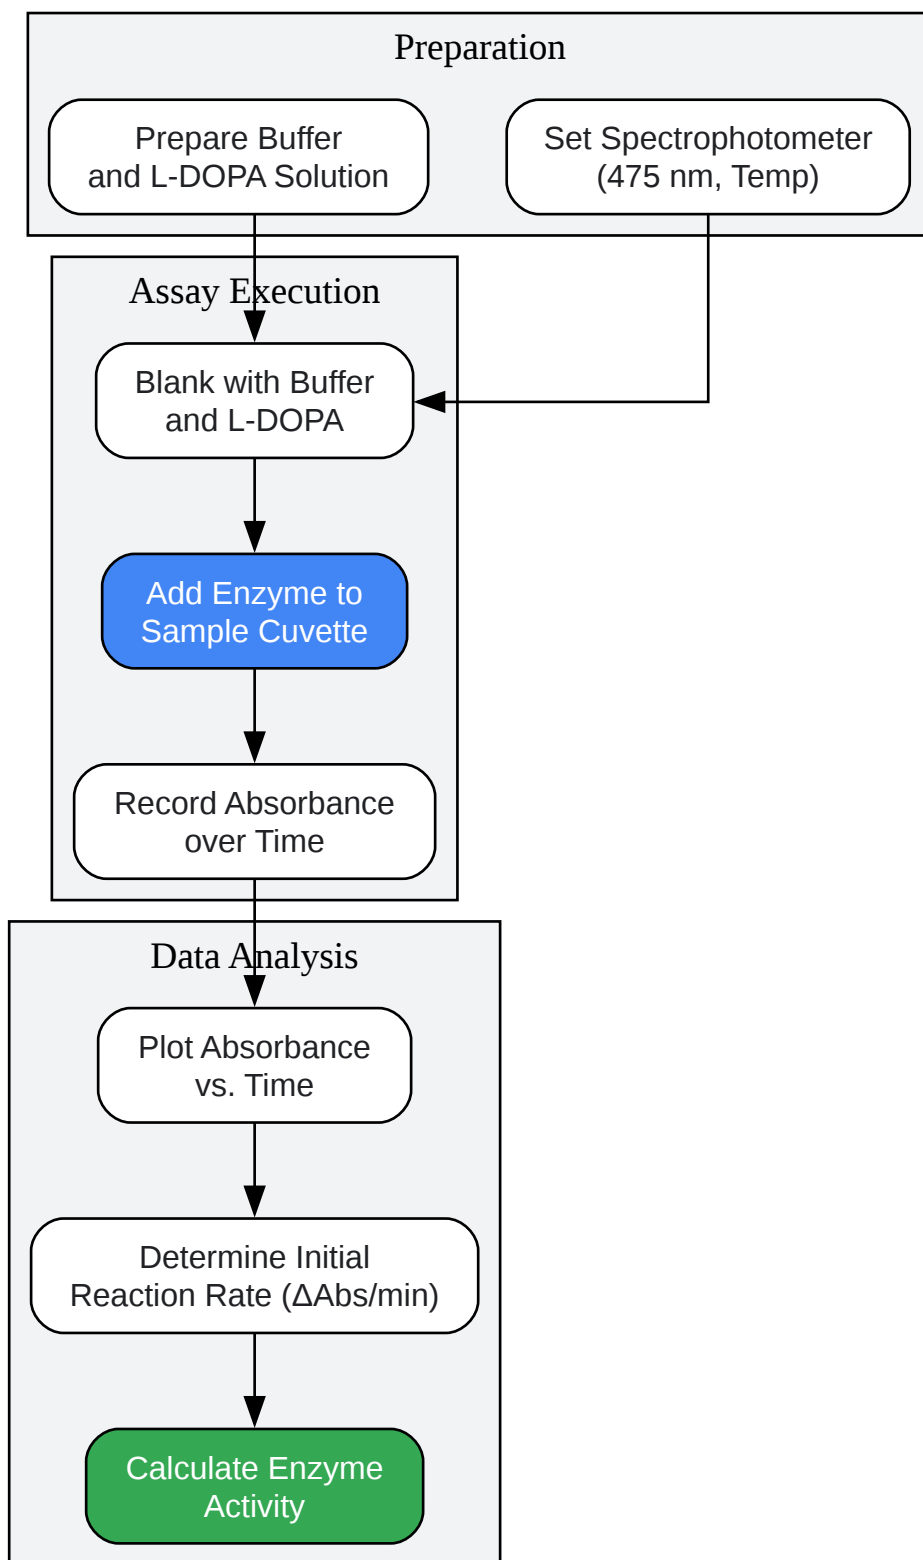 Preparation
Prepare Buffer
and L-DOPA Solution
Set Spectrophotometer
(475 nm, Temp)
Assay Execution
Blank with Buffer
and L-DOPA
Add Enzyme to
Sample Cuvette
Record Absorbance
over Time
Data Analysis
Plot Absorbance
vs. Time
Determine Initial
Reaction Rate (ΔAbs/min)
Calculate Enzyme
Activity